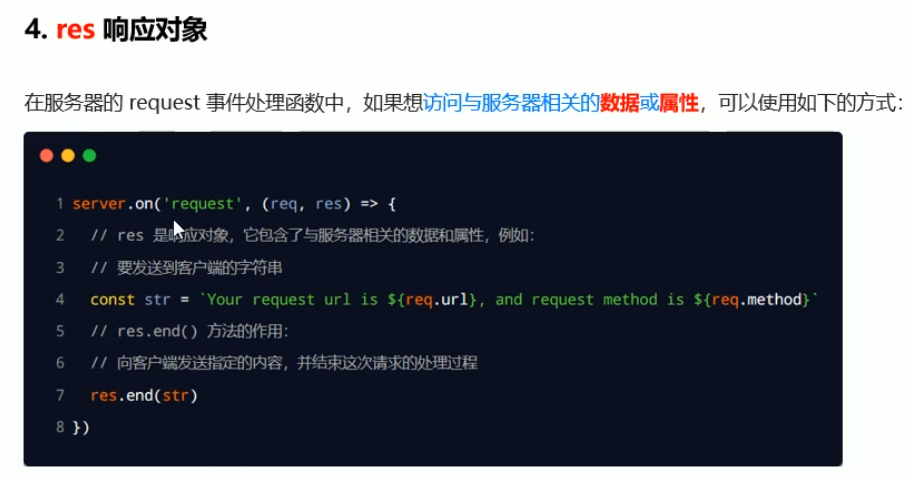 4. res 响应对象
在服务器的 request 事件处理函数中，如果想访问与服务器相关的数据或属性，可以使用如下的方式：
1 server.on('request', (req, res) => {
2 // res 是响应对象，它包含了与服务器相关的数据和属性，例如：
3 // 要发送到客户端的字符串
4 const str = `Your request url is ${req.url}, and request method is ${req.method}`
5 // res.end() 方法的作用：
6 // 向客户端发送指定的内容，并结束这次请求的处理过程
7 res.end(str)
8 })